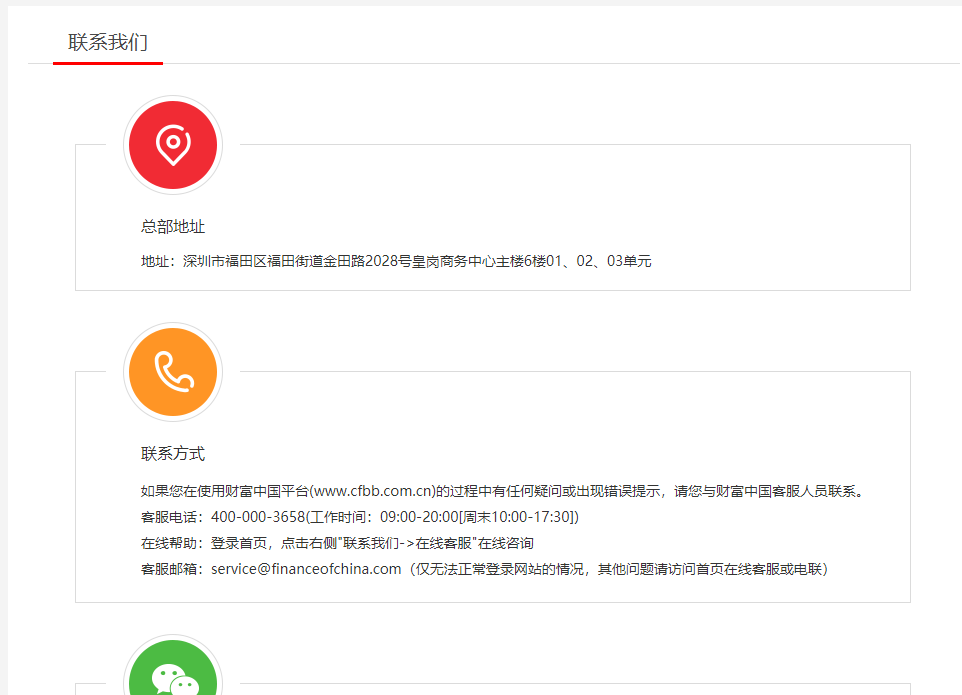 联系我们
总部地址
地址：深圳市福田区福田街道金田路2028号皇岗商务中心主楼6楼01、02、03单元
联系方式
如果您在使用财富中国平台(www.cfbb.com.cn)的过程中有任何疑问或出现错误提示，请您与财富中国客服人员联系。
客服电话：400-000-3658(工作时间：09:00-20:00[周末10:00-17:30])
在线帮助：登录首页，点击右侧"联系我们->在线客服"在线咨询
客服邮箱：service@financeofchina.com（仅无法正常登录网站的情况，其他问题请访问首页在线客服或电联）